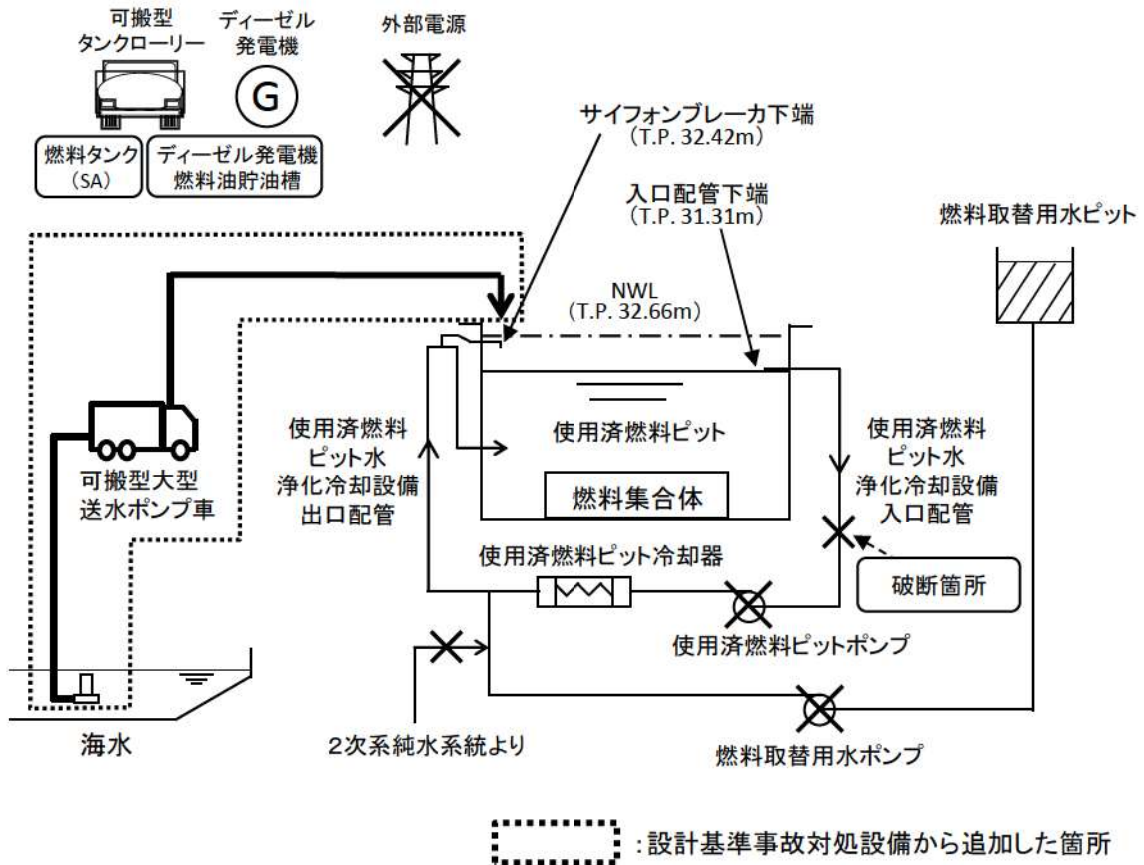 可搬型
タンクローリー
ディーゼル
発電機
外部電源
G
燃料タンク
(SA)
ディーゼル発電機
燃料油貯油槽
サイフォンブレーカ下端
(T.P. 32.42m)
入口配管下端
(T.P. 31.31m)
燃料取替用水ピット
NWL
(T.P. 32.66m)
可搬型大型
送水ポンプ車
使用済燃料
ピット水
浄化冷却設備
出口配管
使用済燃料ピット
燃料集合体
使用済燃料
ピット水
浄化冷却設備
入口配管
使用済燃料ピット冷却器
破断箇所
使用済燃料ピットポンプ
海水
2次系純水系統より
燃料取替用水ポンプ
:設計基準事故対処設備から追加した箇所